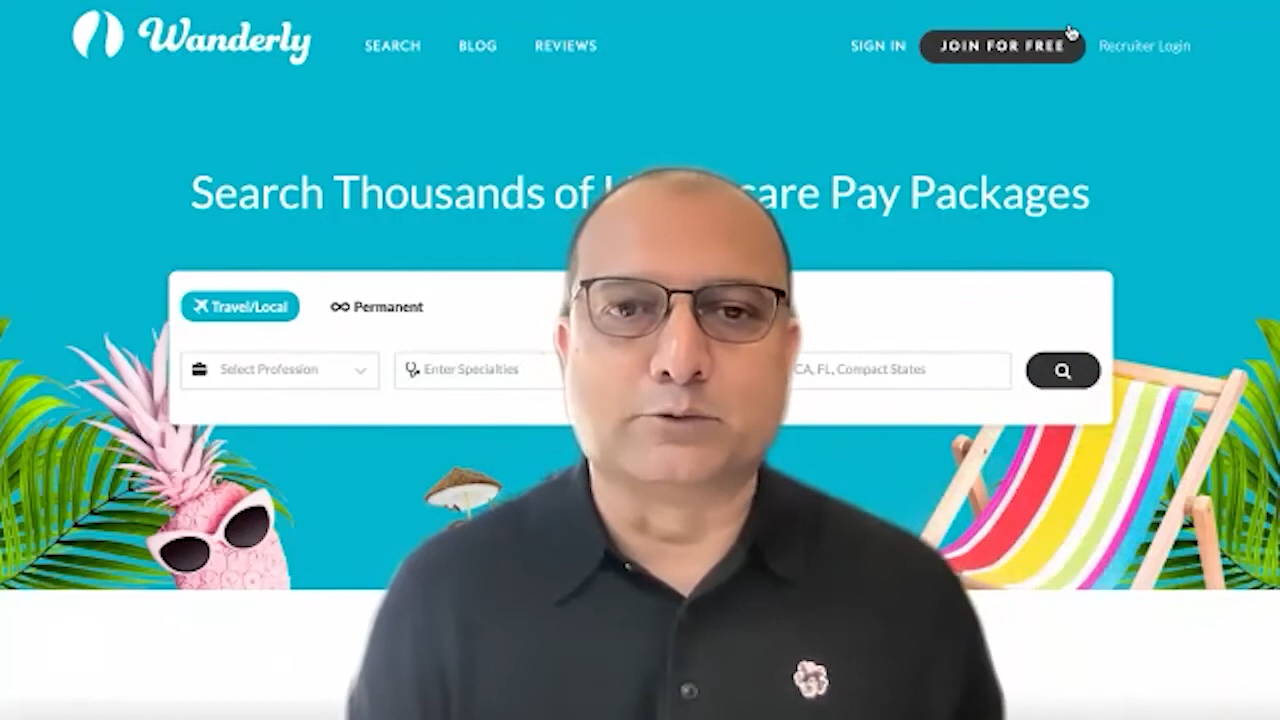 Wanderly
SEARCH BLOG REVIEWS
SIGN IN JOIN FOR FREE Recruiter Login
Search Thousands of care Pay Packages
Travel/Local Permanent
Select Profession Enter Specialties CA, FL, Compact States